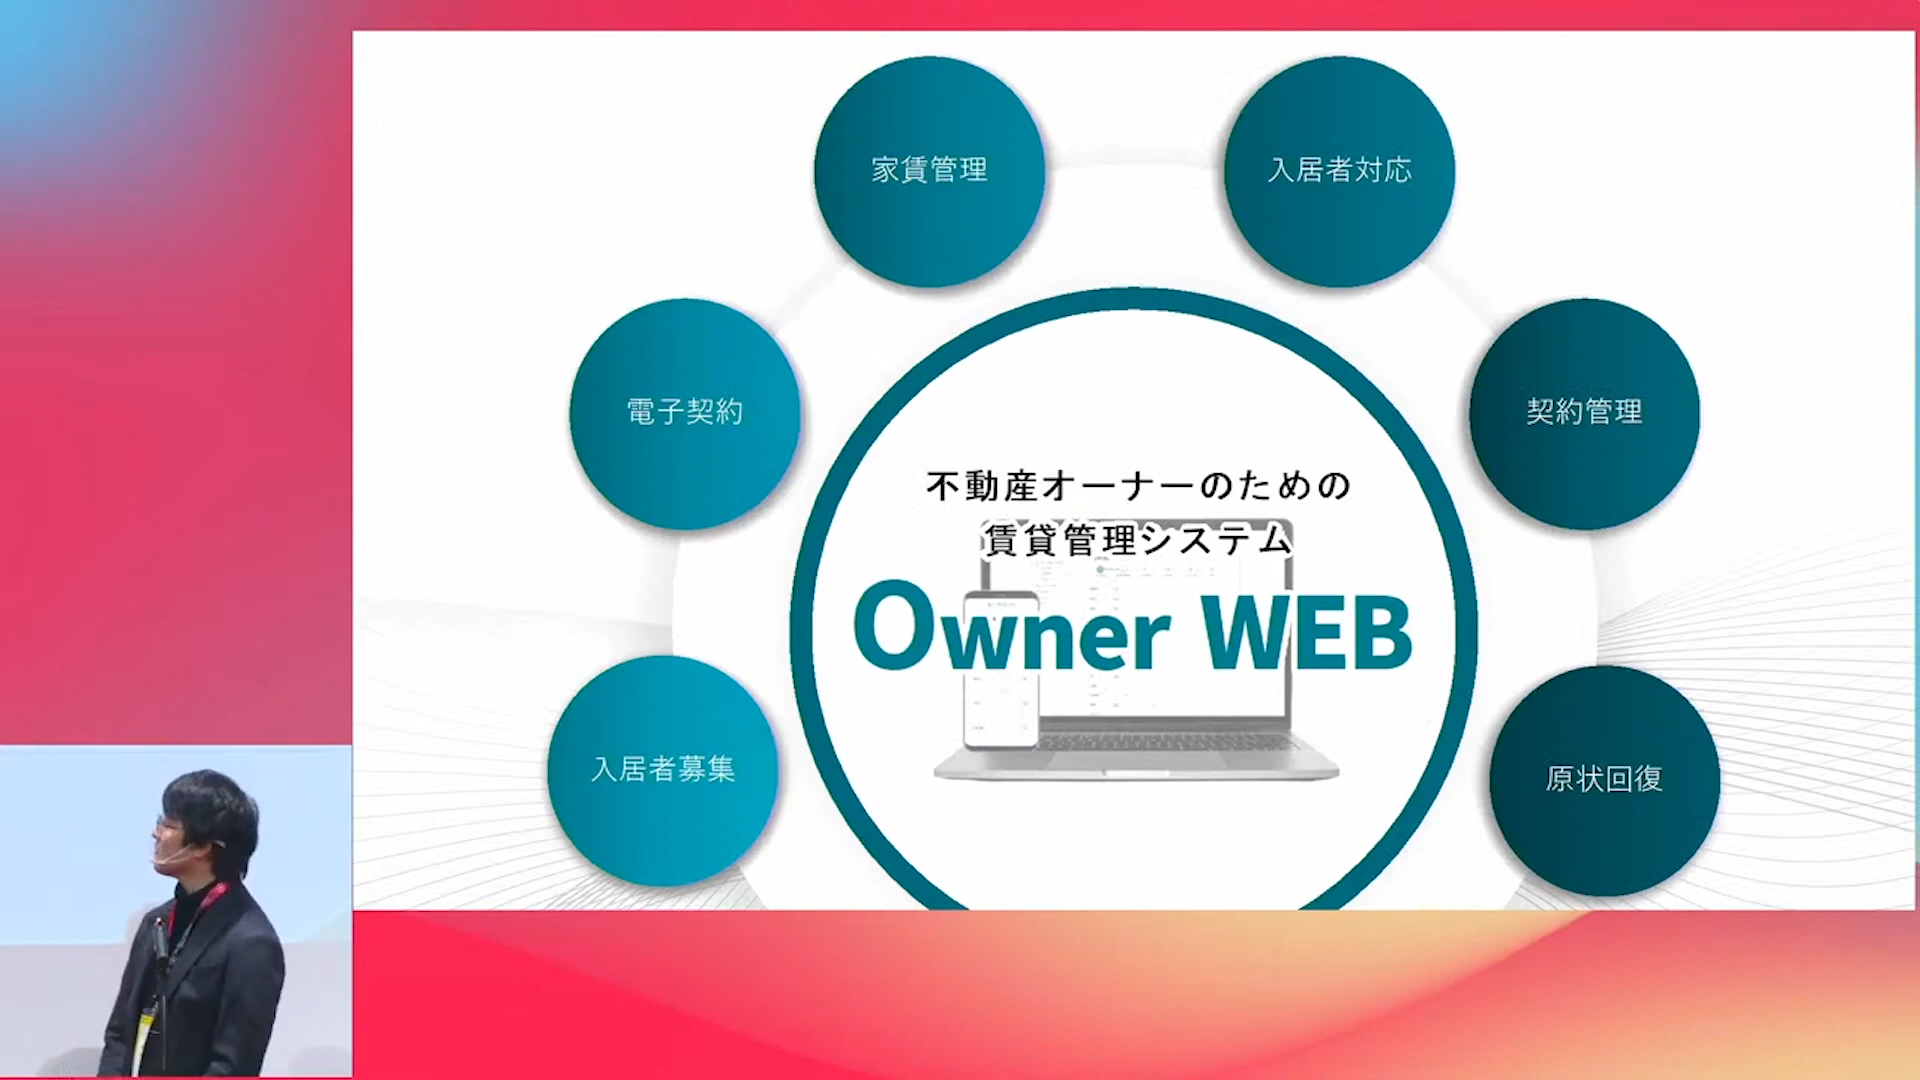 家賃管理
入居者対応
電子契約
契約管理
不動産オーナーのための
賃貸管理システム
Owner WEB
入居者募集
原状回復